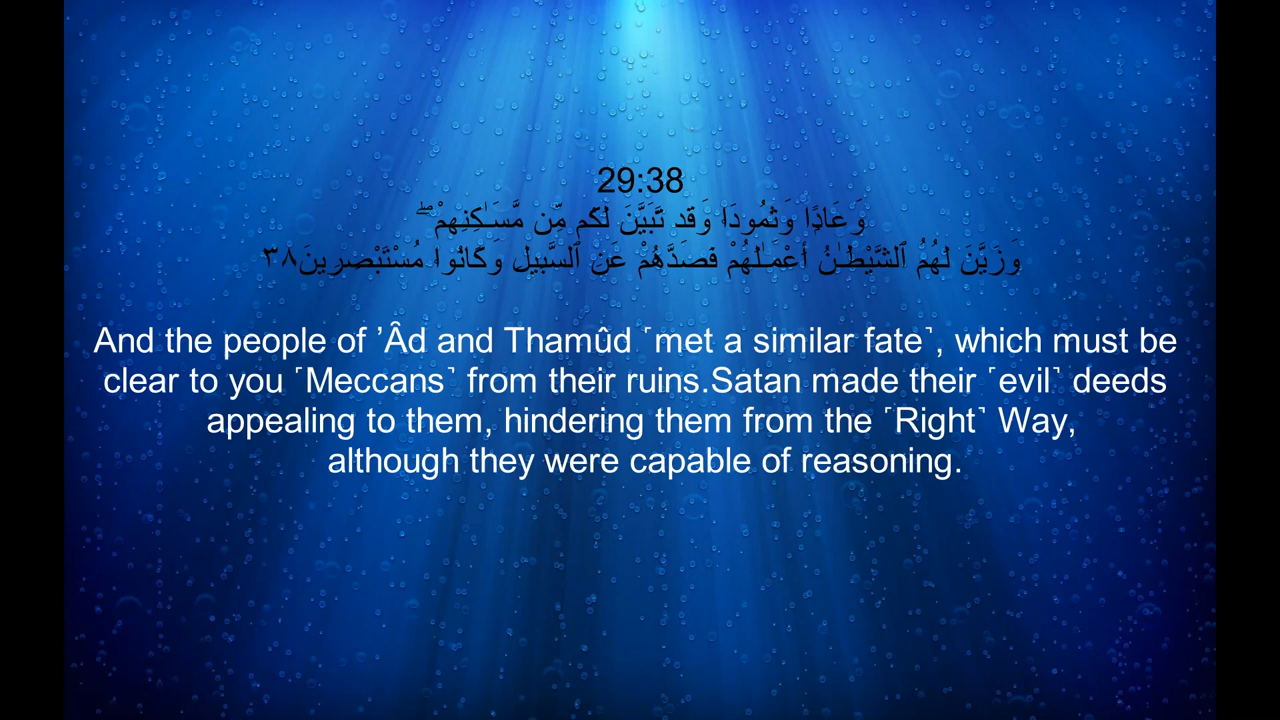 29:38
وَعَادًۭا وَثَمُودَا۟ وَقَد تَّبَيَّنَ لَكُم مِّن مَّسَـٰكِنِهِمْ ۖ
وَزَيَّنَ لَهُمُ ٱلشَّيْطَـٰنُ أَعْمَـٰلَهُمْ فَصَدَّهُمْ عَنِ ٱلسَّبِيلِ وَكَانُوا۟ مُسْتَبْصِرِينَ٣٨
And the people of ’Âd and Thamûd ˹met a similar fate˺, which must be
clear to you ˹Meccans˺ from their ruins.Satan made their ˹evil˺ deeds
appealing to them, hindering them from the ˹Right˺ Way,
although they were capable of reasoning.